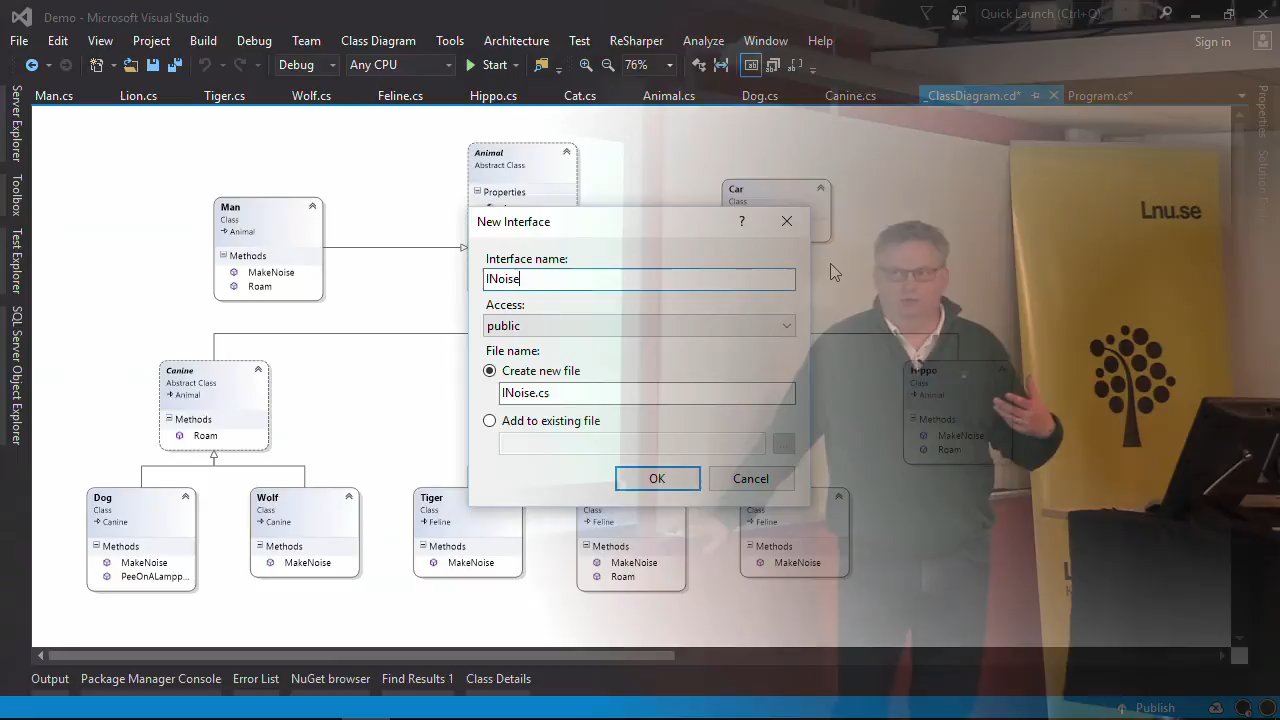 Demo - Microsoft Visual Studio
Quick Launch (Ctrl+Q)
File Edit View Project Build Debug Team Class Diagram Tools Architecture Test ReSharper Analyze Window Help
Sign in
Debug Any CPU Start 76%
Man.cs Lion.cs Tiger.cs Wolf.cs Feline.cs Hippo.cs Cat.cs Animal.cs Dog.cs Canine.cs _ClassDiagram.cd* Program.cs*
Server Explorer
Toolbox
Test Explorer
SQL Server Object Explorer
Properties
Solution Explorer
Animal
Abstract Class
Properties
Man
Class
Animal
Methods
MakeNoise
Roam
Car
Class
New Interface
?
Interface name:
INoise
Access:
public
File name:
Create new file
INoise.cs
Add to existing file
...
OK Cancel
Lnu.se
Canine
Abstract Class
Animal
Methods
Roam
Hippo
Class
Animal
Methods
MakeNoise
Roam
Dog
Class
Canine
Methods
MakeNoise
PeeOnALampp...
Wolf
Class
Canine
Methods
MakeNoise
Tiger
Class
Feline
Methods
MakeNoise
Class
Feline
Methods
MakeNoise
Roam
Class
Feline
Methods
MakeNoise
Output Package Manager Console Error List NuGet browser Find Results 1 Class Details
Publish